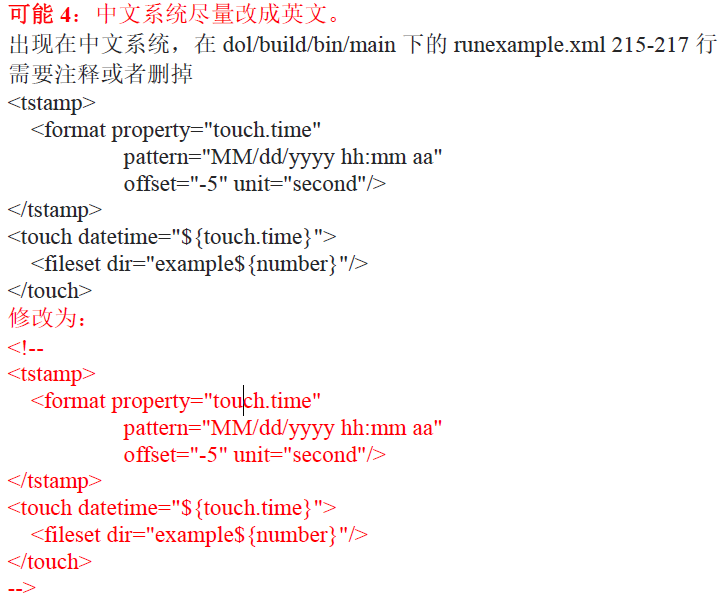 可能 4：中文系统尽量改成英文。
出现在中文系统，在 dol/build/bin/main 下的 runexample.xml 215-217 行
需要注释或者删掉
<tstamp>
<format property="touch.time"
pattern="MM/dd/yyyy hh:mm aa"
offset="-5" unit="second"/>
</tstamp>
<touch datetime="${touch.time}">
<fileset dir="example${number}"/>
</touch>
修改为：
<!--
<tstamp>
<format property="touch.time"
pattern="MM/dd/yyyy hh:mm aa"
offset="-5" unit="second"/>
</tstamp>
<touch datetime="${touch.time}">
<fileset dir="example${number}"/>
</touch>
-->